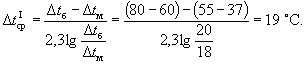 Δt_ср^I = (Δt_б − Δt_м) / (2,3lg (Δt_б / Δt_м)) = ((80 − 60) − (55 − 37)) / (2,3lg (20 / 18)) = 19 °C.